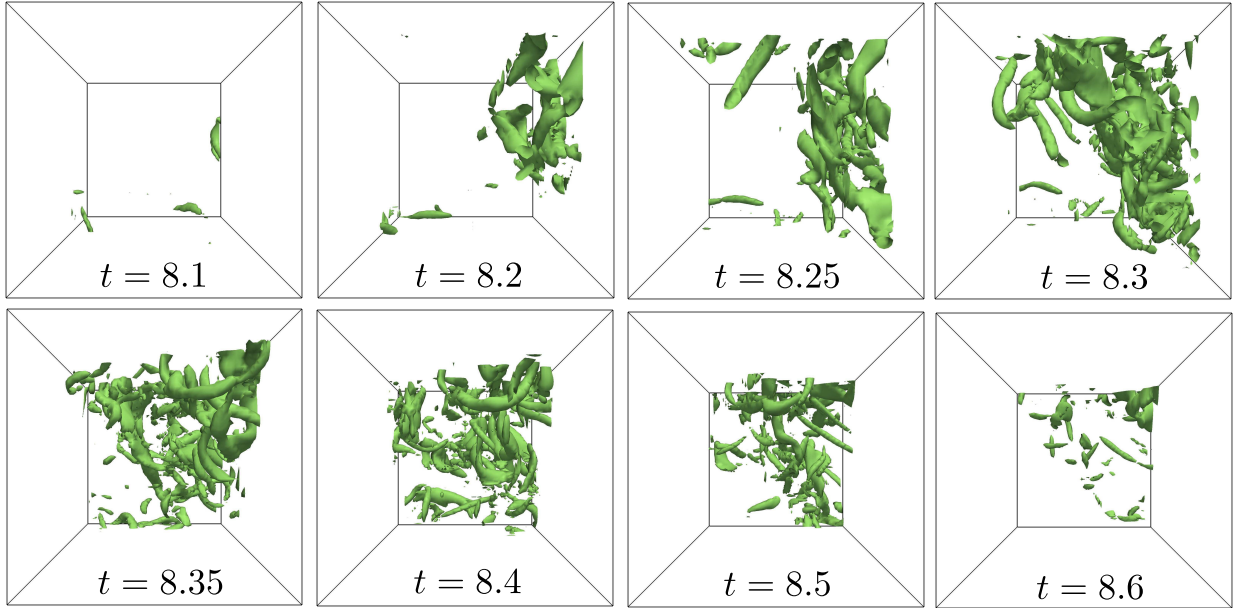 t = 8.1
t = 8.2
t = 8.25
t = 8.3
t = 8.35
t = 8.4
t = 8.5
t = 8.6